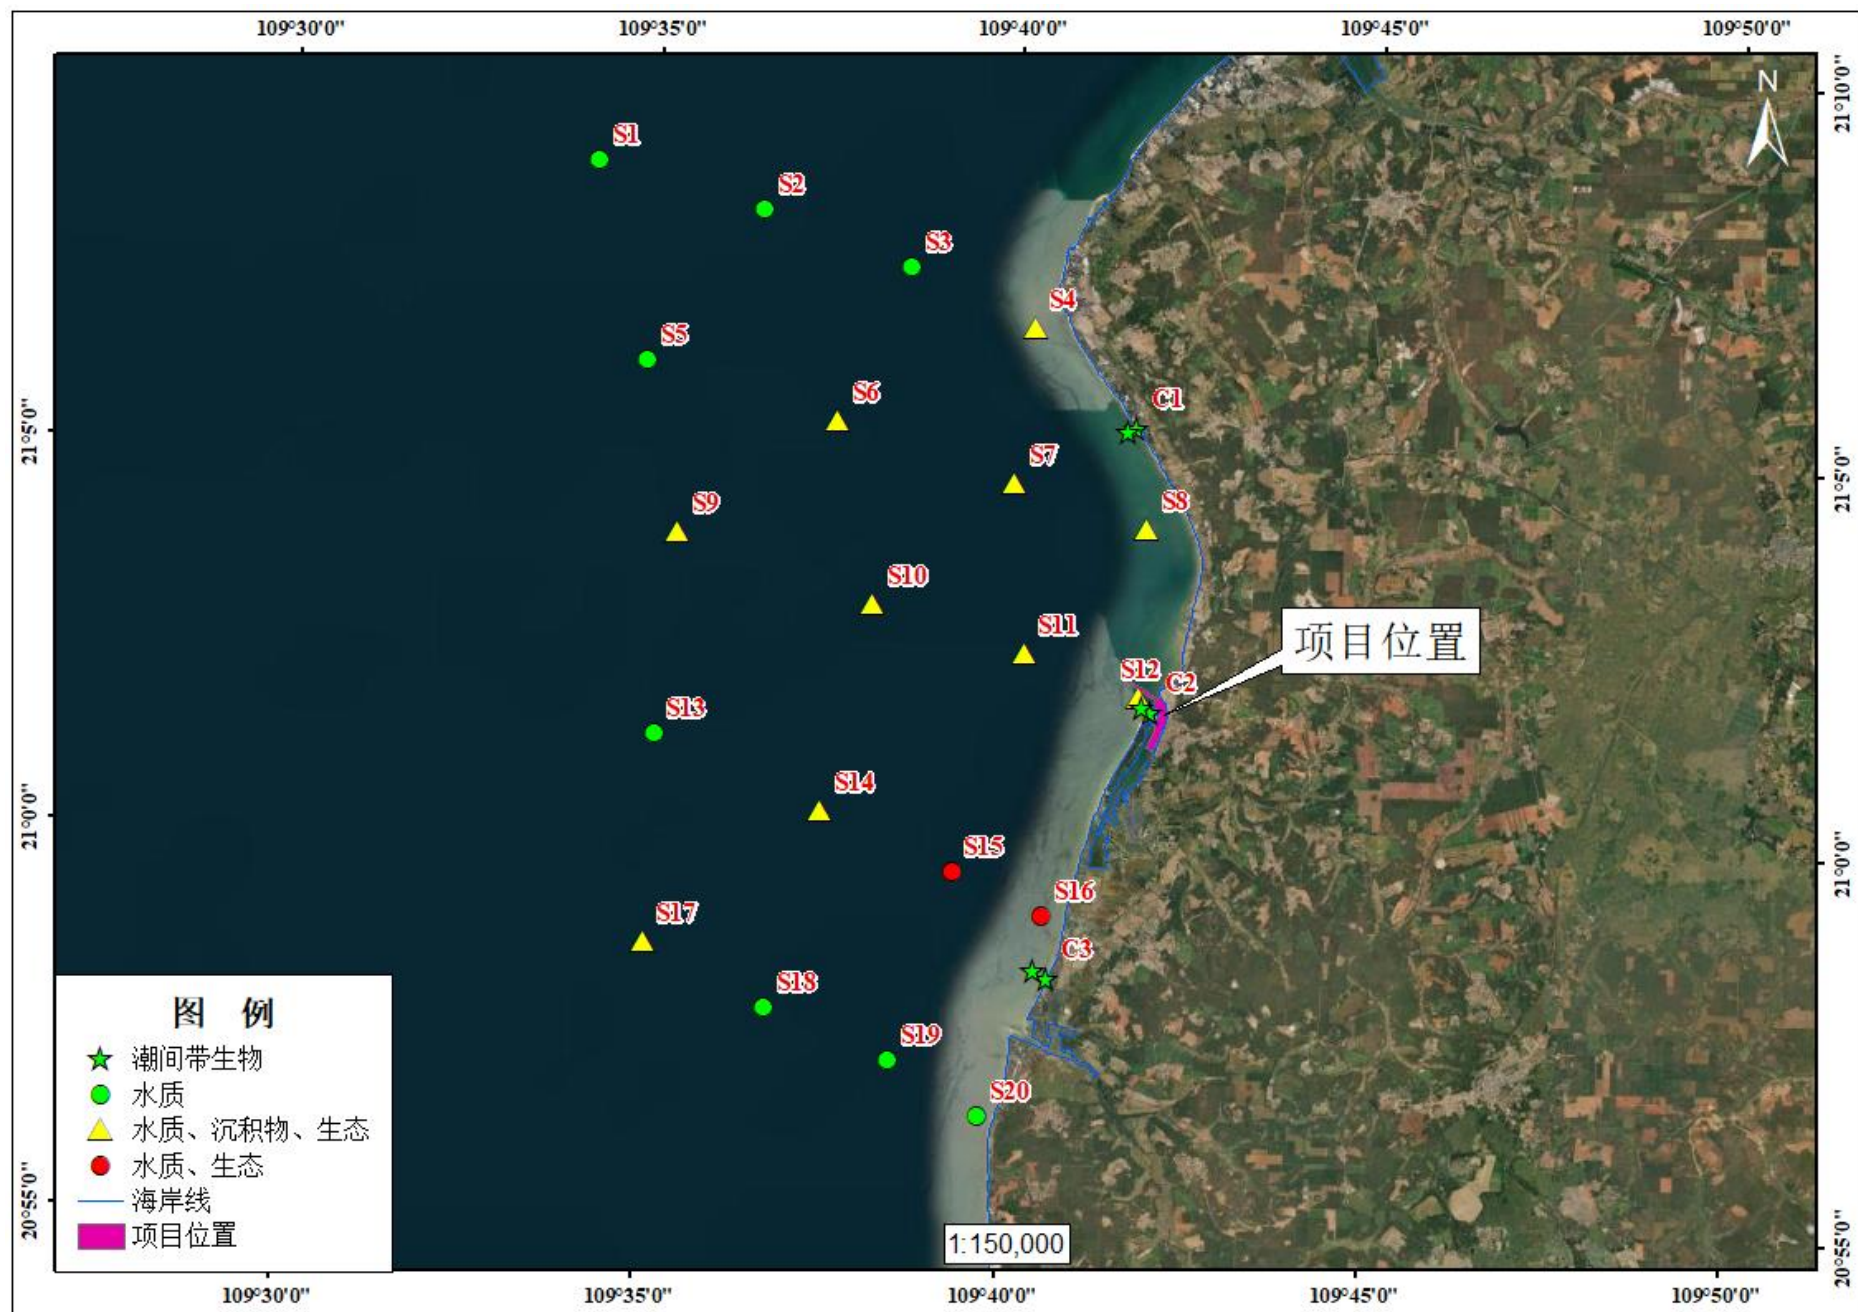 109°30'0" 109°35'0" 109°40'0" 109°45'0" 109°50'0"
N
21°10'0"
S1
S2
S3
S4
S5
S6
C1
21°5'0"
S7
21°5'0"
S8
S9
S10
S11
项目位置
S12
C2
S13
S14
21°0'0"
S15
21°0'0"
S16
S17
C3
S18
S19
S20
图 例
潮间带生物
水质
水质、沉积物、生态
水质、生态
海岸线
项目位置
20°55'0"
1:150,000
20°55'0"
109°30'0" 109°35'0" 109°40'0" 109°45'0" 109°50'0"